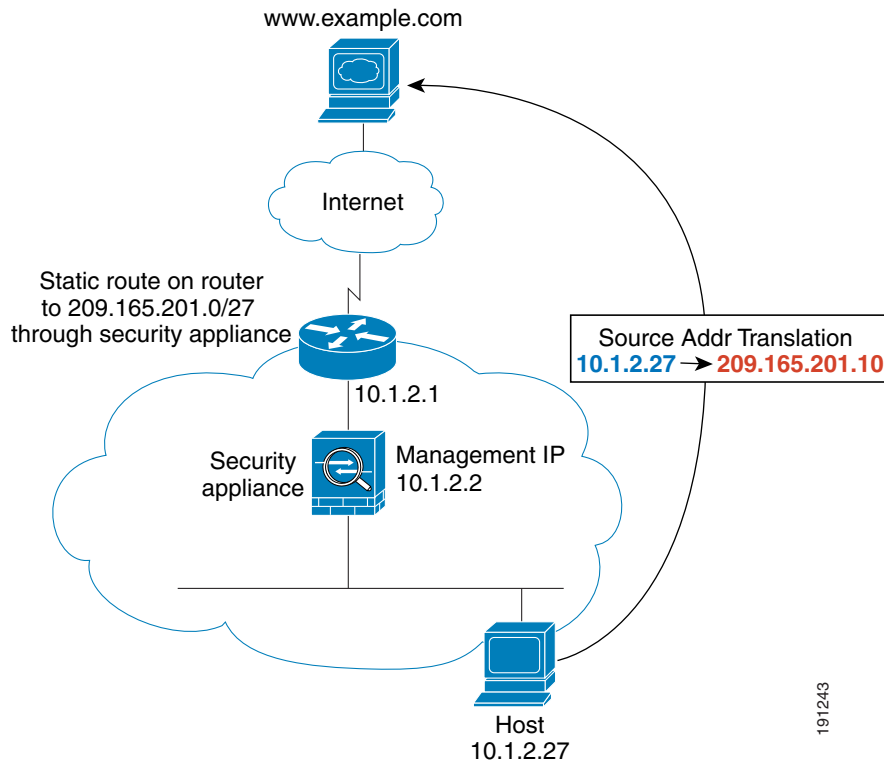 www.example.com
Internet
Static route on router
to 209.165.201.0/27
through security appliance
Source Addr Translation
10.1.2.27 209.165.201.10
10.1.2.1
Security
appliance
Management IP
10.1.2.2
Host
10.1.2.27
191243